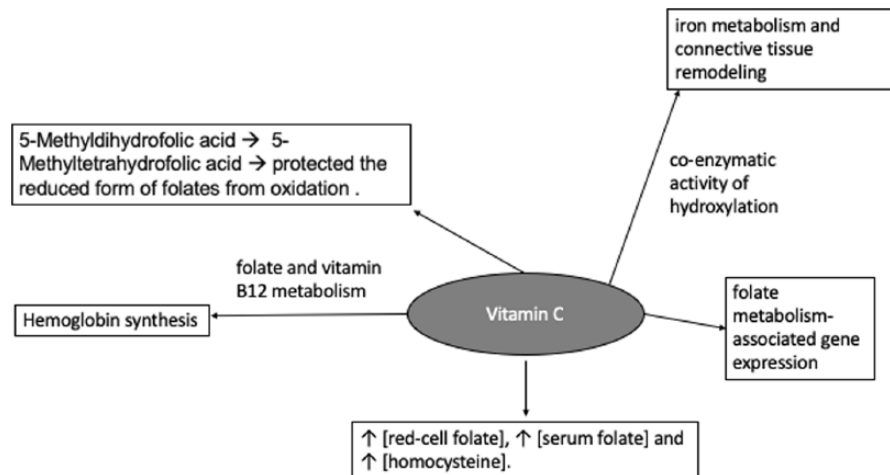 iron metabolism and
connective tissue
remodeling
5-Methyldihydrofolic acid → 5-
Methyltetrahydrofolic acid → protected the
reduced form of folates from oxidation .
co-enzymatic
activity of
hydroxylation
folate and vitamin
B12 metabolism
Hemoglobin synthesis
Vitamin C
folate
metabolism-
associated gene
expression
↑ [red-cell folate], ↑ [serum folate] and
↑ [homocysteine].